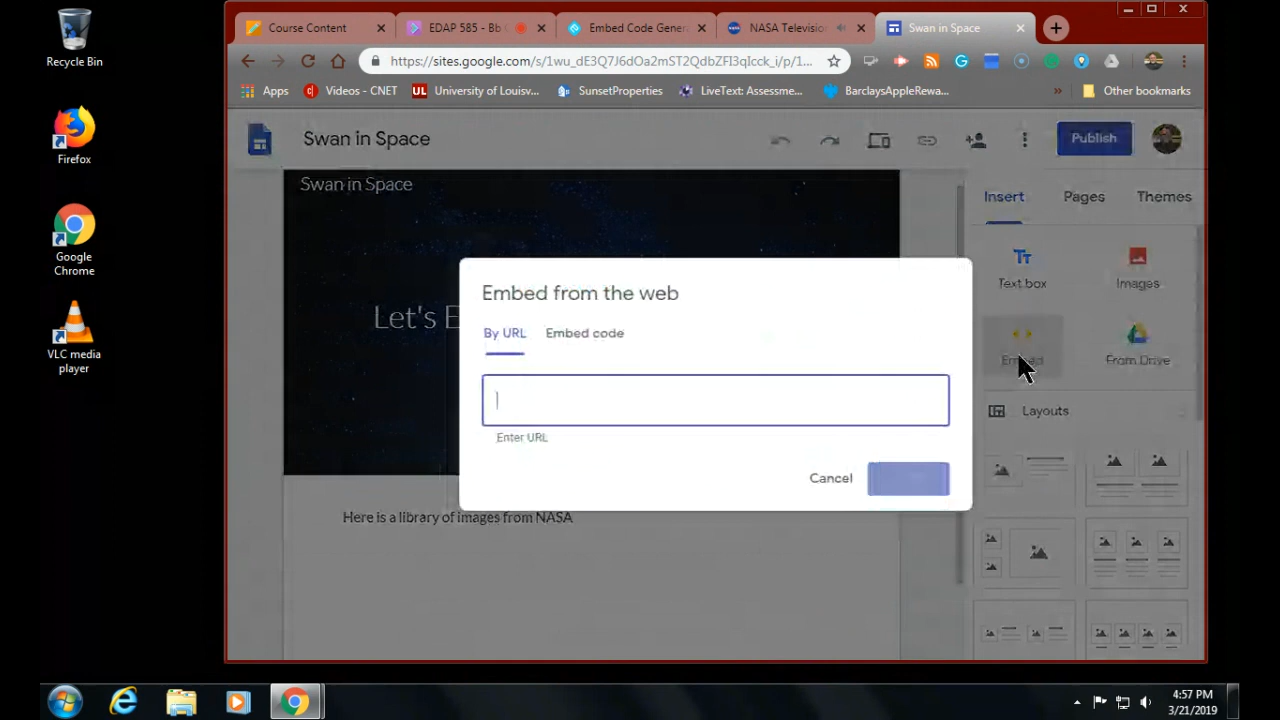 Recycle Bin
Firefox
Google
Chrome
VLC media
player
Course Content
EDAP 585 - Bb C
Embed Code Gener
NASA Televisio
Swan in Space
https://sites.google.com/s/1wu_dE3Q7J6dOa2mST2QdbZFI3qIcck_i/p/1...
Apps
Videos - CNET
UL
University of Louisv...
SunsetProperties
LiveText: Assessme...
BarclaysAppleRewa...
»
Other bookmarks
Swan in Space
Publish
Swan in Space
Let's E
Here is a library of images from NASA
Insert
Pages
Themes
Text box
Images
Embed
From Drive
Layouts
Embed from the web
By URL
Embed code
Enter URL
Cancel
4:57 PM
3/21/2019